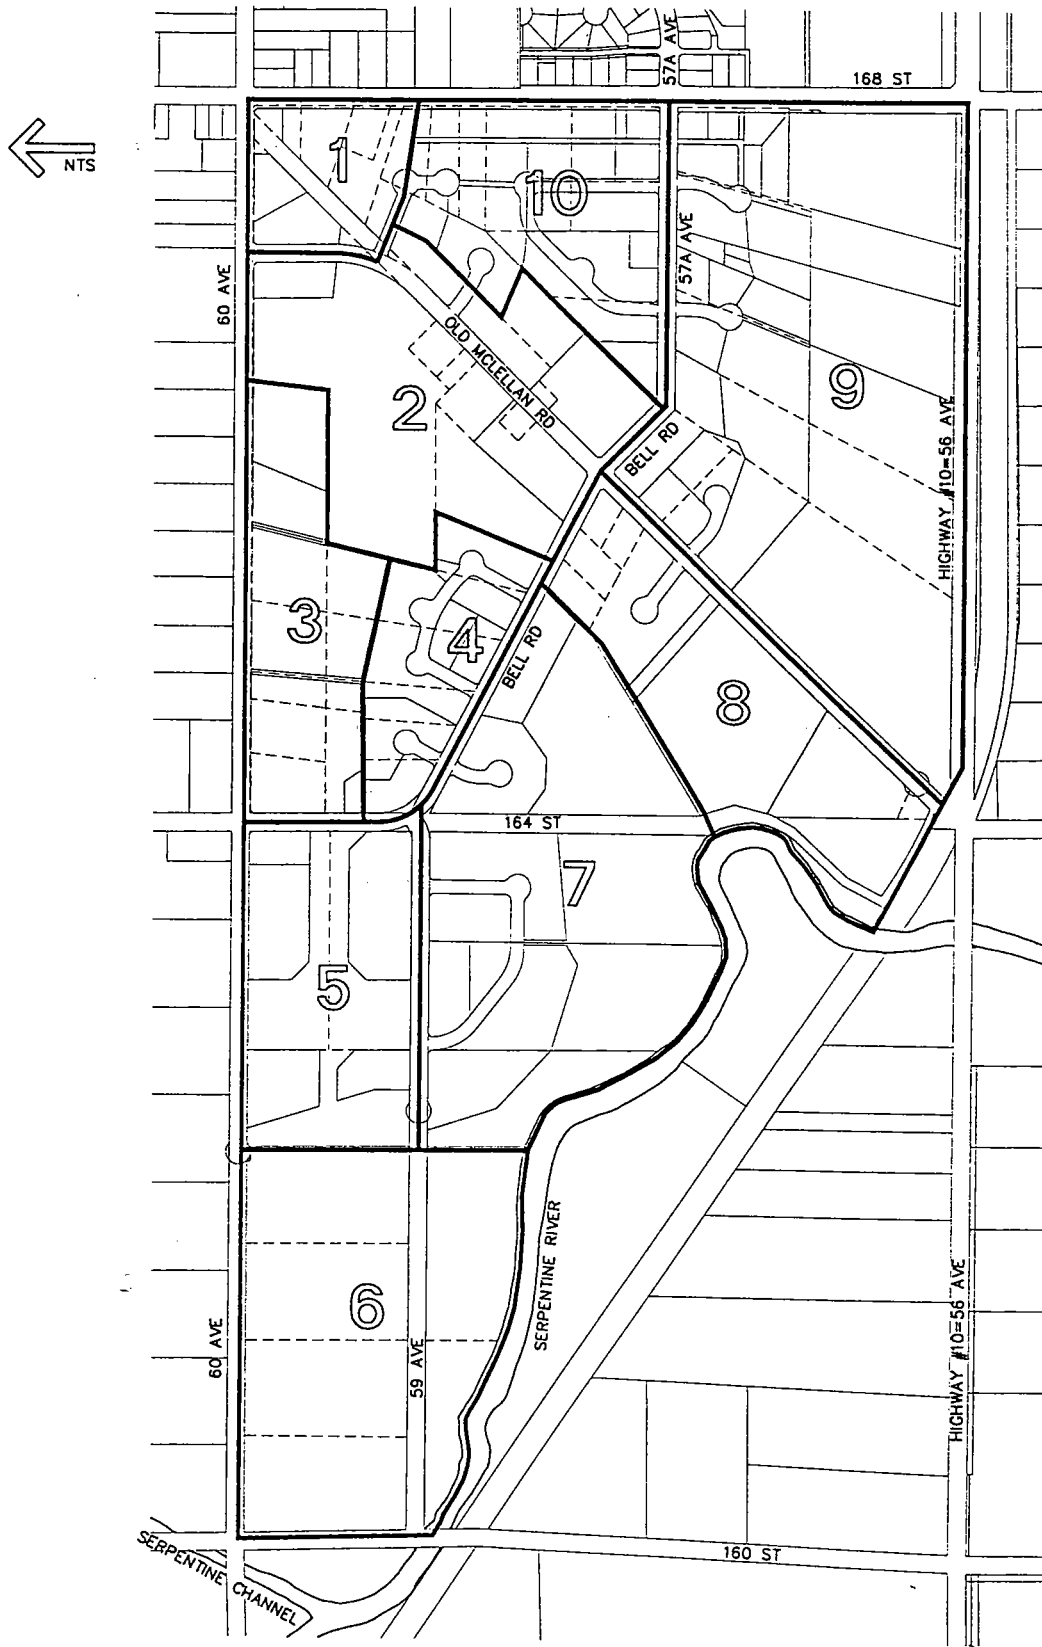 57A AVE
168 ST
NTS
1
10
57A AVE
60 AVE
OLD MCLELLAN RD
2
9
BELL RD
HIGHWAY #10=56 AVE
3
4
BELL RD
8
164 ST
7
5
SERPENTINE RIVER
6
60 AVE
59 AVE
HIGHWAY #10=56 AVE
SERPENTINE CHANNEL
160 ST